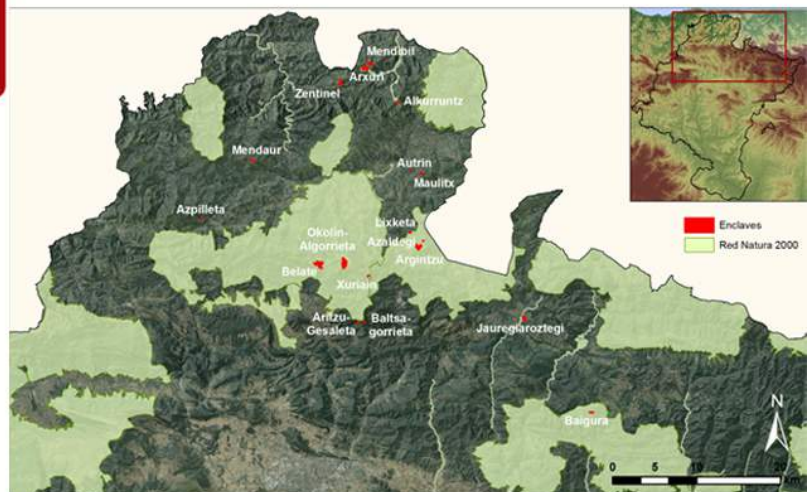 Mendibil
Arxuri
Zentinel
Alkurruntz
Mendaur
Autrin
Maulitx
Azpilleta
Lixketa
Okolin-
Algorrieta
Azaldegi
Argintzu
Belate
Xuriain
Aritzu-
Gesaleta
Baltsa-
gorrieta
Jauregiaroztegi
Baigura
Enclaves
Red Natura 2000
N
0 5 10 20
km